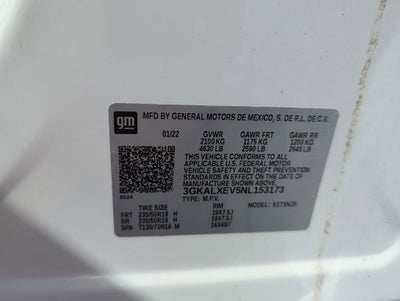 gm
MFD BY GENERAL MOTORS DE MEXICO, S. DE R.L. DE C.V.
01/22 GVWR GAWR FRT GAWR RR
2100 KG 1175 KG 1200 KG
4630 LB 2590 LB 2645 LB
THIS VEHICLE CONFORMS TO ALL
APPLICABLE U.S. FEDERAL MOTOR
VEHICLE SAFETY, BUMPER, AND
THEFT PREVENTION STANDARDS IN
EFFECT ON THE DATE OF
MANUFACTURE SHOWN ABOVE.
3GKALXEV5NL153173
TYPE: M.P.V. MODEL:
TIRE SIZE RIM
FRT 235/50R19 H 19X7.5J
RR 235/50R19 H 19X7.5J
SPA T135/70R16 M 16X4BT